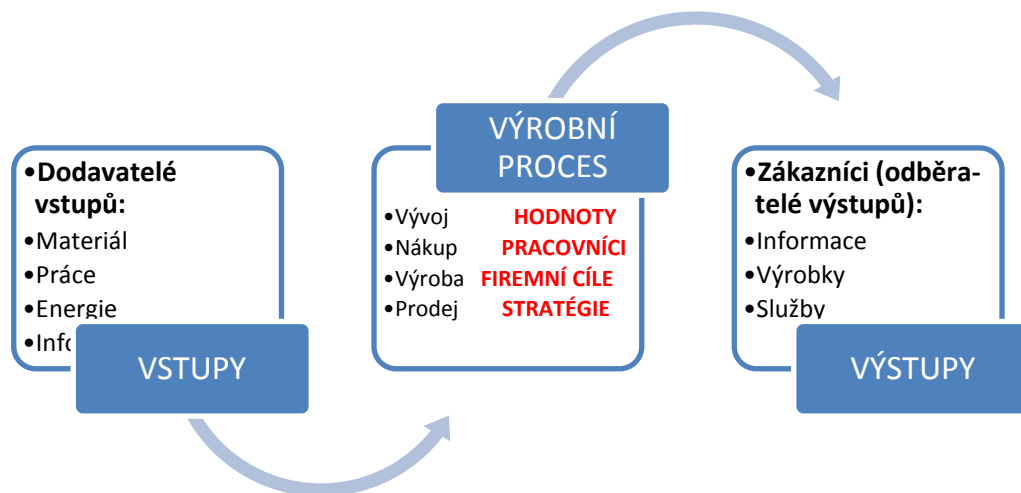 •Dodavatelé
vstupů:
•Materiál
•Práce
•Energie
VSTUPY
VÝROBNÍ
PROCES
•Vývoj HODNOTY
•Nákup PRACOVNÍCI
•Výroba FIREMNÍ CÍLE
•Prodej STRATÉGIE
•Zákazníci (odběra-
telé výstupů):
•Informace
•Výrobky
•Služby
VÝSTUPY